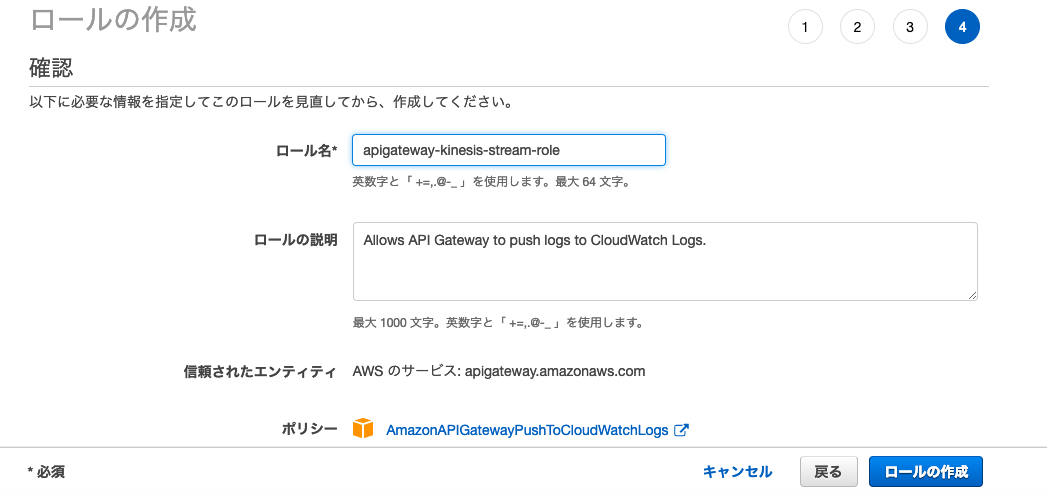 ロールの作成
1 2 3 4
確認
以下に必要な情報を指定してこのロールを見直してから、作成してください。
ロール名* apigateway-kinesis-stream-role
英数字と「 +=,.@-_ 」を使用します。最大 64 文字。
ロールの説明 Allows API Gateway to push logs to CloudWatch Logs.
最大 1000 文字。英数字と「 +=,.@-_ 」を使用します。
信頼されたエンティティ AWS のサービス: apigateway.amazonaws.com
ポリシー AmazonAPIGatewayPushToCloudWatchLogs
* 必須 キャンセル 戻る ロールの作成